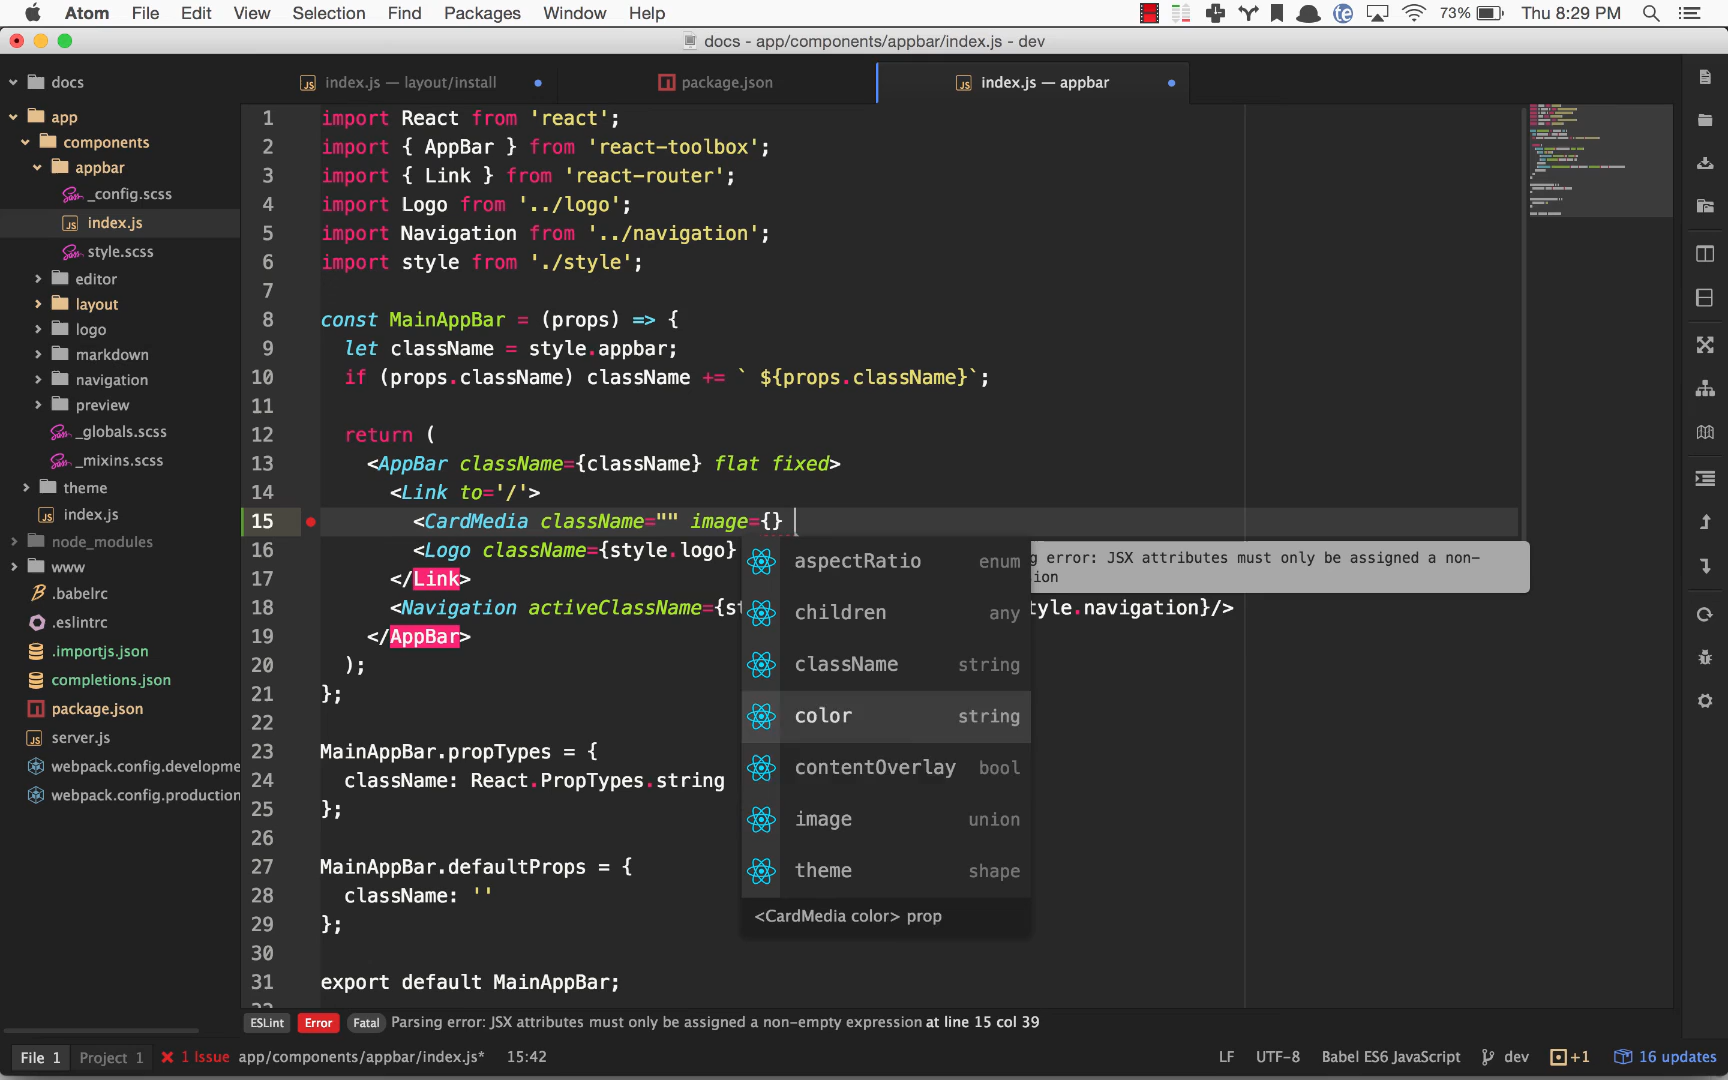 Atom File Edit View Selection Find Packages Window Help 73% Thu 8:29 PM
docs - app/components/appbar/index.js - dev
docs
index.js — layout/install
package.json
index.js — appbar
app
components
appbar
_config.scss
index.js
style.scss
editor
layout
logo
markdown
navigation
preview
_globals.scss
_mixins.scss
theme
index.js
node_modules
www
.babelrc
.eslintrc
.importjs.json
completions.json
package.json
server.js
webpack.config.developme
webpack.config.production
1 import React from 'react';
2 import { AppBar } from 'react-toolbox';
3 import { Link } from 'react-router';
4 import Logo from '../logo';
5 import Navigation from '../navigation';
6 import style from './style';
7
8 const MainAppBar = (props) => {
9 let className = style.appbar;
10 if (props.className) className += ` ${props.className}`;
11
12 return (
13 <AppBar className={className} flat fixed>
14 <Link to='/'>
15 <CardMedia className="" image={}
16 <Logo className={style.logo}
17 </Link>
18 <Navigation activeClassName={st yle.navigation}/>
19 </AppBar>
20 );
21 };
22
23 MainAppBar.propTypes = {
24 className: React.PropTypes.string
25 };
26
27 MainAppBar.defaultProps = {
28 className: ''
29 };
30
31 export default MainAppBar;
g error: JSX attributes must only be assigned a non-
ion
aspectRatio enum
children any
className string
color string
contentOverlay bool
image union
theme shape
<CardMedia color> prop
ESLint Error Fatal Parsing error: JSX attributes must only be assigned a non-empty expression at line 15 col 39
File 1 Project 1 1 Issue app/components/appbar/index.js* 15:42 LF UTF-8 Babel ES6 JavaScript dev +1 16 updates